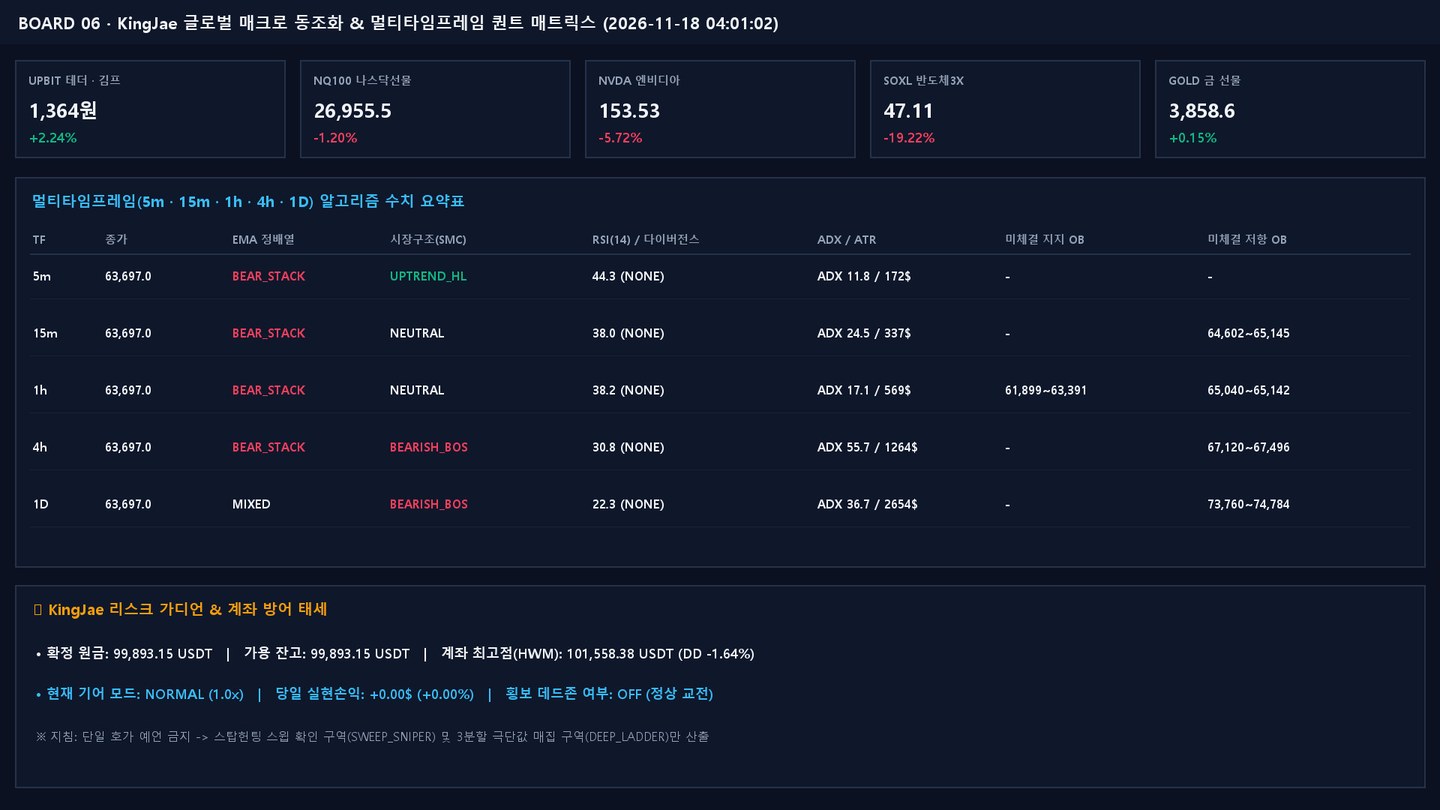 BOARD 06 · KingJae 글로벌 매크로 동조화 & 멀티타임프레임 퀀트 매트릭스 (2026-11-18 04:01:02)
UPBIT 테더 · 김프
1,364원
+2.24%
NQ100 나스닥선물
26,955.5
-1.20%
NVDA 엔비디아
153.53
-5.72%
SOXL 반도체3X
47.11
-19.22%
GOLD 금 선물
3,858.6
+0.15%
멀티타임프레임(5m · 15m · 1h · 4h · 1D) 알고리즘 수치 요약표
TF 종가 EMA 정배열 시장구조(SMC) RSI(14) / 다이버전스 ADX / ATR 미체결 지지 OB 미체결 저항 OB
5m 63,697.0 BEAR_STACK UPTREND_HL 44.3 (NONE) ADX 11.8 / 172$ - -
15m 63,697.0 BEAR_STACK NEUTRAL 38.0 (NONE) ADX 24.5 / 337$ - 64,602~65,145
1h 63,697.0 BEAR_STACK NEUTRAL 38.2 (NONE) ADX 17.1 / 569$ 61,899~63,391 65,040~65,142
4h 63,697.0 BEAR_STACK BEARISH_BOS 30.8 (NONE) ADX 55.7 / 1264$ - 67,120~67,496
1D 63,697.0 MIXED BEARISH_BOS 22.3 (NONE) ADX 36.7 / 2654$ - 73,760~74,784
KingJae 리스크 가디언 & 계좌 방어 태세
• 확정 원금: 99,893.15 USDT | 가용 잔고: 99,893.15 USDT | 계좌 최고점(HWM): 101,558.38 USDT (DD -1.64%)
• 현재 기어 모드: NORMAL (1.0x) | 당일 실현손익: +0.00$ (+0.00%) | 횡보 데드존 여부: OFF (정상 교전)
※ 지침: 단일 호가 예언 금지 -> 스탑헌팅 스윕 확인 구역(SWEEP_SNIPER) 및 3분할 극단값 매집 구역(DEEP_LADDER)만 산출